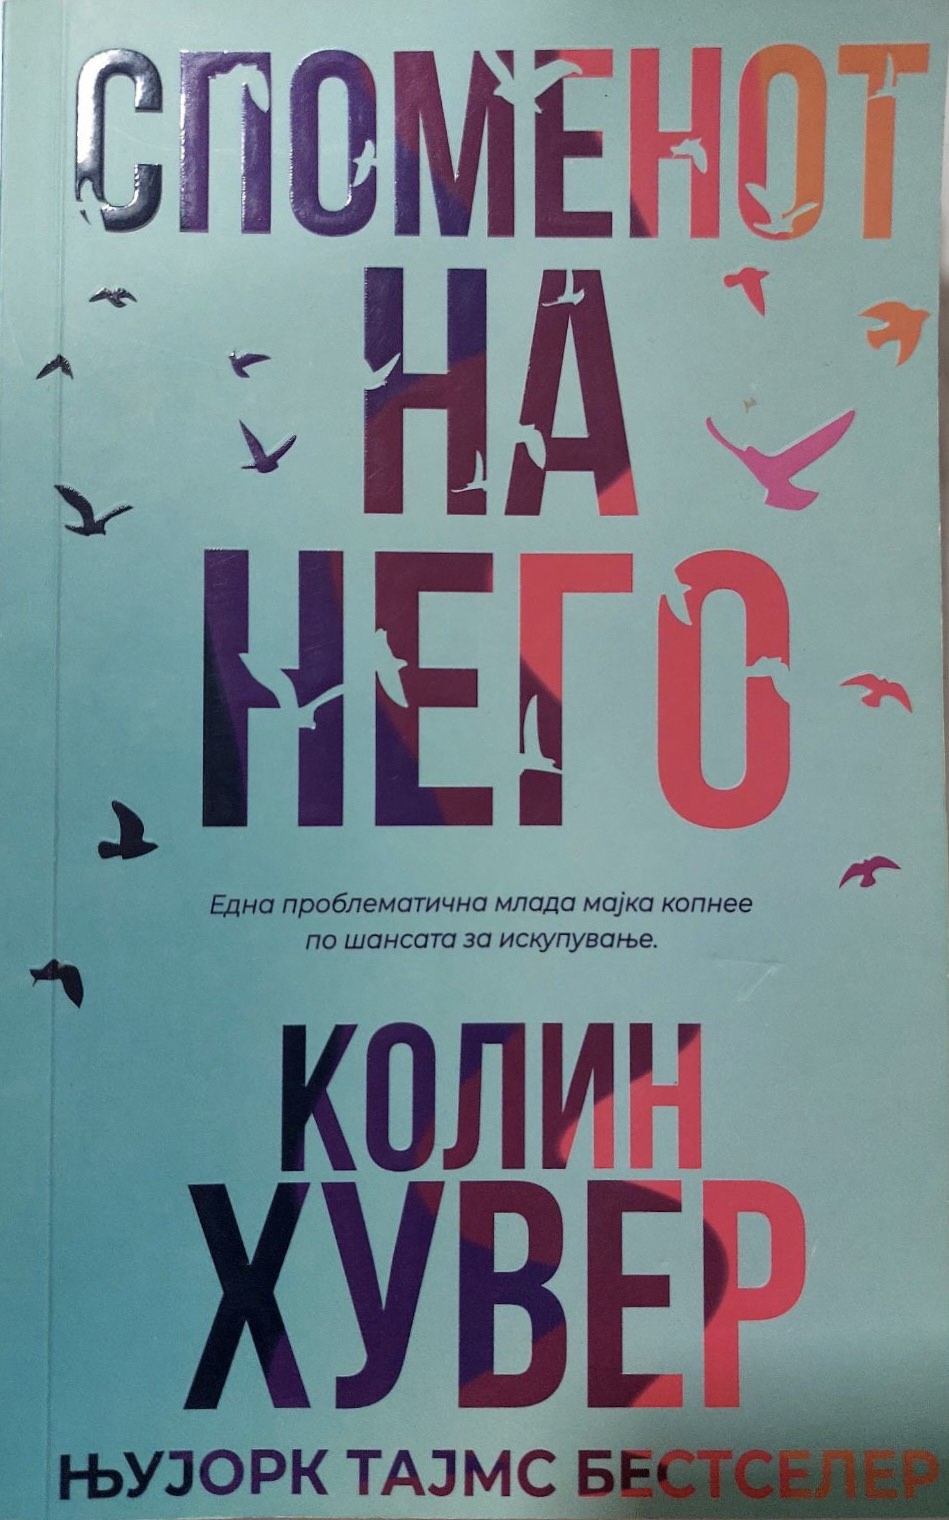 СПОМЕНОТ
НА
НЕГО
Една проблематична млада мајка копнее
по шансата за искупување.
КОЛИН
ХУВЕР
ЊУЈОРК ТАЈМС БЕСТСЕЛЕР